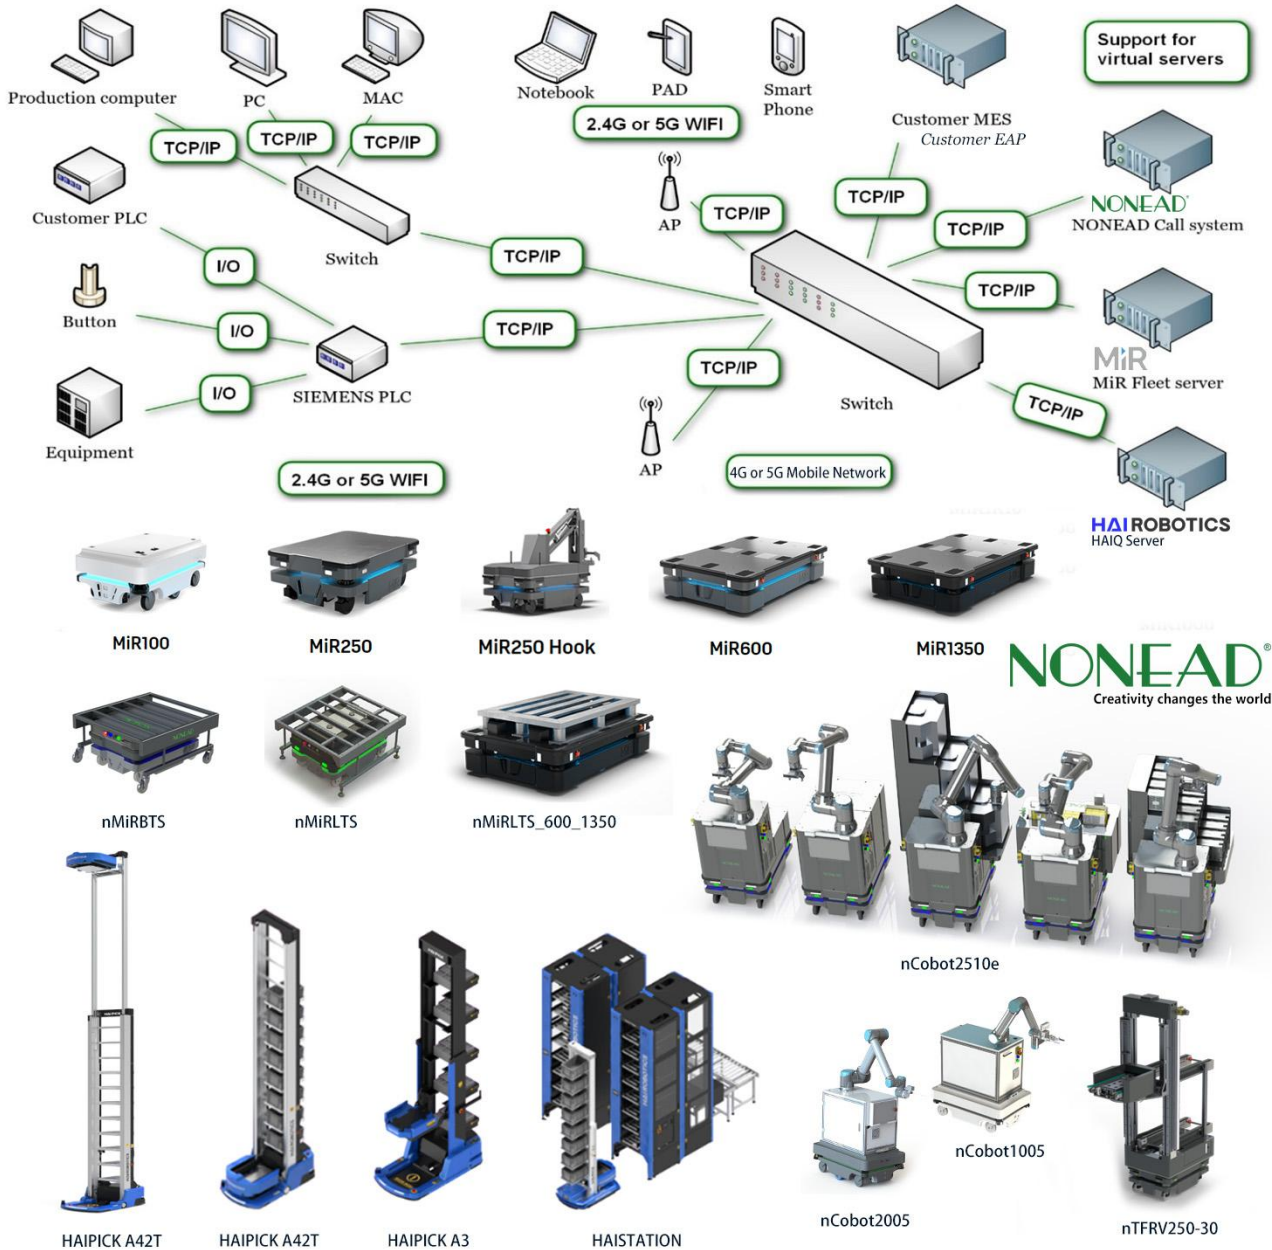 Support for
virtual servers
Production computer
PC
MAC
Notebook
PAD
Smart
Phone
2.4G or 5G WIFI
Customer MES
Customer EAP
TCP/IP
TCP/IP
TCP/IP
Customer PLC
Switch
AP
TCP/IP
TCP/IP
TCP/IP
NONEAD®
NONEAD Call system
I/O
TCP/IP
TCP/IP
Button
I/O
TCP/IP
MiR
MiR Fleet server
I/O
SIEMENS PLC
TCP/IP
Switch
TCP/IP
Equipment
AP
2.4G or 5G WIFI
4G or 5G Mobile Network
HAI ROBOTICS
HAIQ Server
MiR100
MiR250
MiR250 Hook
MiR600
MiR1350
NONEAD®
Creativity changes the world
NONEAD
nMiRBTS
nMiRLTS
nMiRLTS_600_1350
nCobot2510e
nCobot2005
nCobot1005
nTFRV250-30
HAIPICK A42T
HAIPICK A42T
HAIPICK A3
HAISTATION